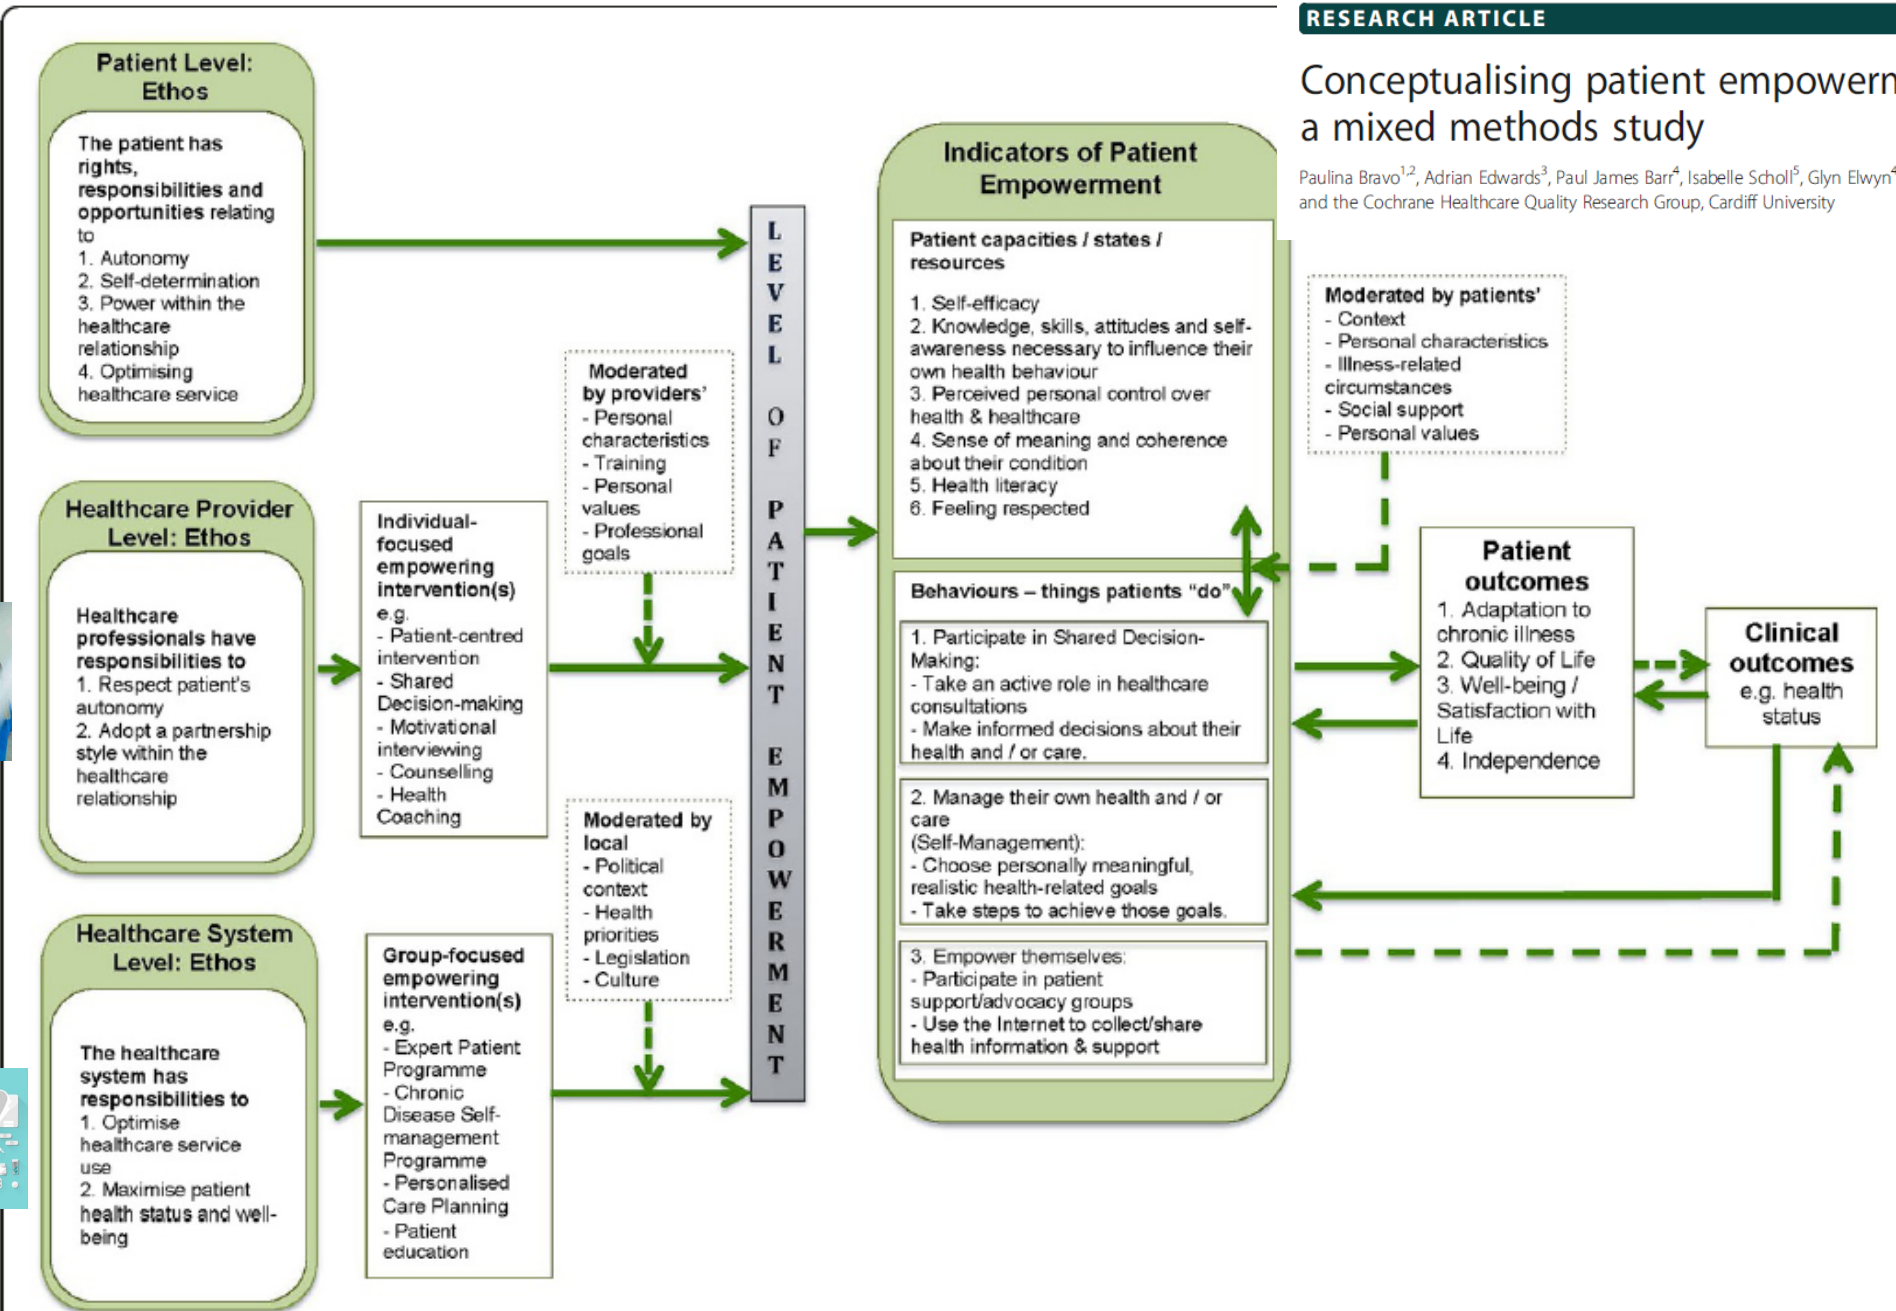 RESEARCH ARTICLE
Conceptualising patient
a mixed methods study
Paulina Bravo1,2, Adrian Edwards3, Paul James Barr4, Isabelle Scholl5, Glyn Elwyn4
and the Cochrane Healthcare Quality Research Group, Cardiff University
Patient Level:
Ethos
The patient has
rights,
responsibilities and
opportunities relating
to
1. Autonomy
2. Self-determination
3. Power within the
healthcare
relationship
4. Optimising
healthcare service
Healthcare Provider
Level: Ethos
Healthcare
professionals have
responsibilities to
1. Respect patient's
autonomy
2. Adopt a partnership
style within the
healthcare
relationship
Healthcare System
Level: Ethos
The healthcare
system has
responsibilities to
1. Optimise
healthcare service
use
2. Maximise patient
health status and well-
being
Individual-
focused
empowering
intervention(s)
e.g.
- Patient-centred
intervention
- Shared
Decision-making
- Motivational
interviewing
- Counselling
- Health
Coaching
Group-focused
empowering
intervention(s)
e.g.
- Expert Patient
Programme
- Chronic
Disease Self-
management
Programme
- Personalised
Care Planning
- Patient
education
Moderated
by providers'
- Personal
characteristics
- Training
- Personal
values
- Professional
goals
Moderated by
local
- Political
context
- Health
priorities
- Legislation
- Culture
LEVEL OF PATIENT EMPOWERMENT
Indicators of Patient
Empowerment
Patient capacities / states /
resources
1. Self-efficacy
2. Knowledge, skills, attitudes and self-
awareness necessary to influence their
own health behaviour
3. Perceived personal control over
health & healthcare
4. Sense of meaning and coherence
about their condition
5. Health literacy
6. Feeling respected
Behaviours – things patients "do"
1. Participate in Shared Decision-
Making:
- Take an active role in healthcare
consultations
- Make informed decisions about their
health and / or care.
2. Manage their own health and / or
care
(Self-Management):
- Choose personally meaningful,
realistic health-related goals
- Take steps to achieve those goals.
3. Empower themselves:
- Participate in patient
support/advocacy groups
- Use the Internet to collect/share
health information & support
Moderated by patients'
- Context
- Personal characteristics
- Illness-related
circumstances
- Social support
- Personal values
Patient
outcomes
1. Adaptation to
chronic illness
2. Quality of Life
3. Well-being /
Satisfaction with
Life
4. Independence
Clinical
outcomes
e.g. health
status